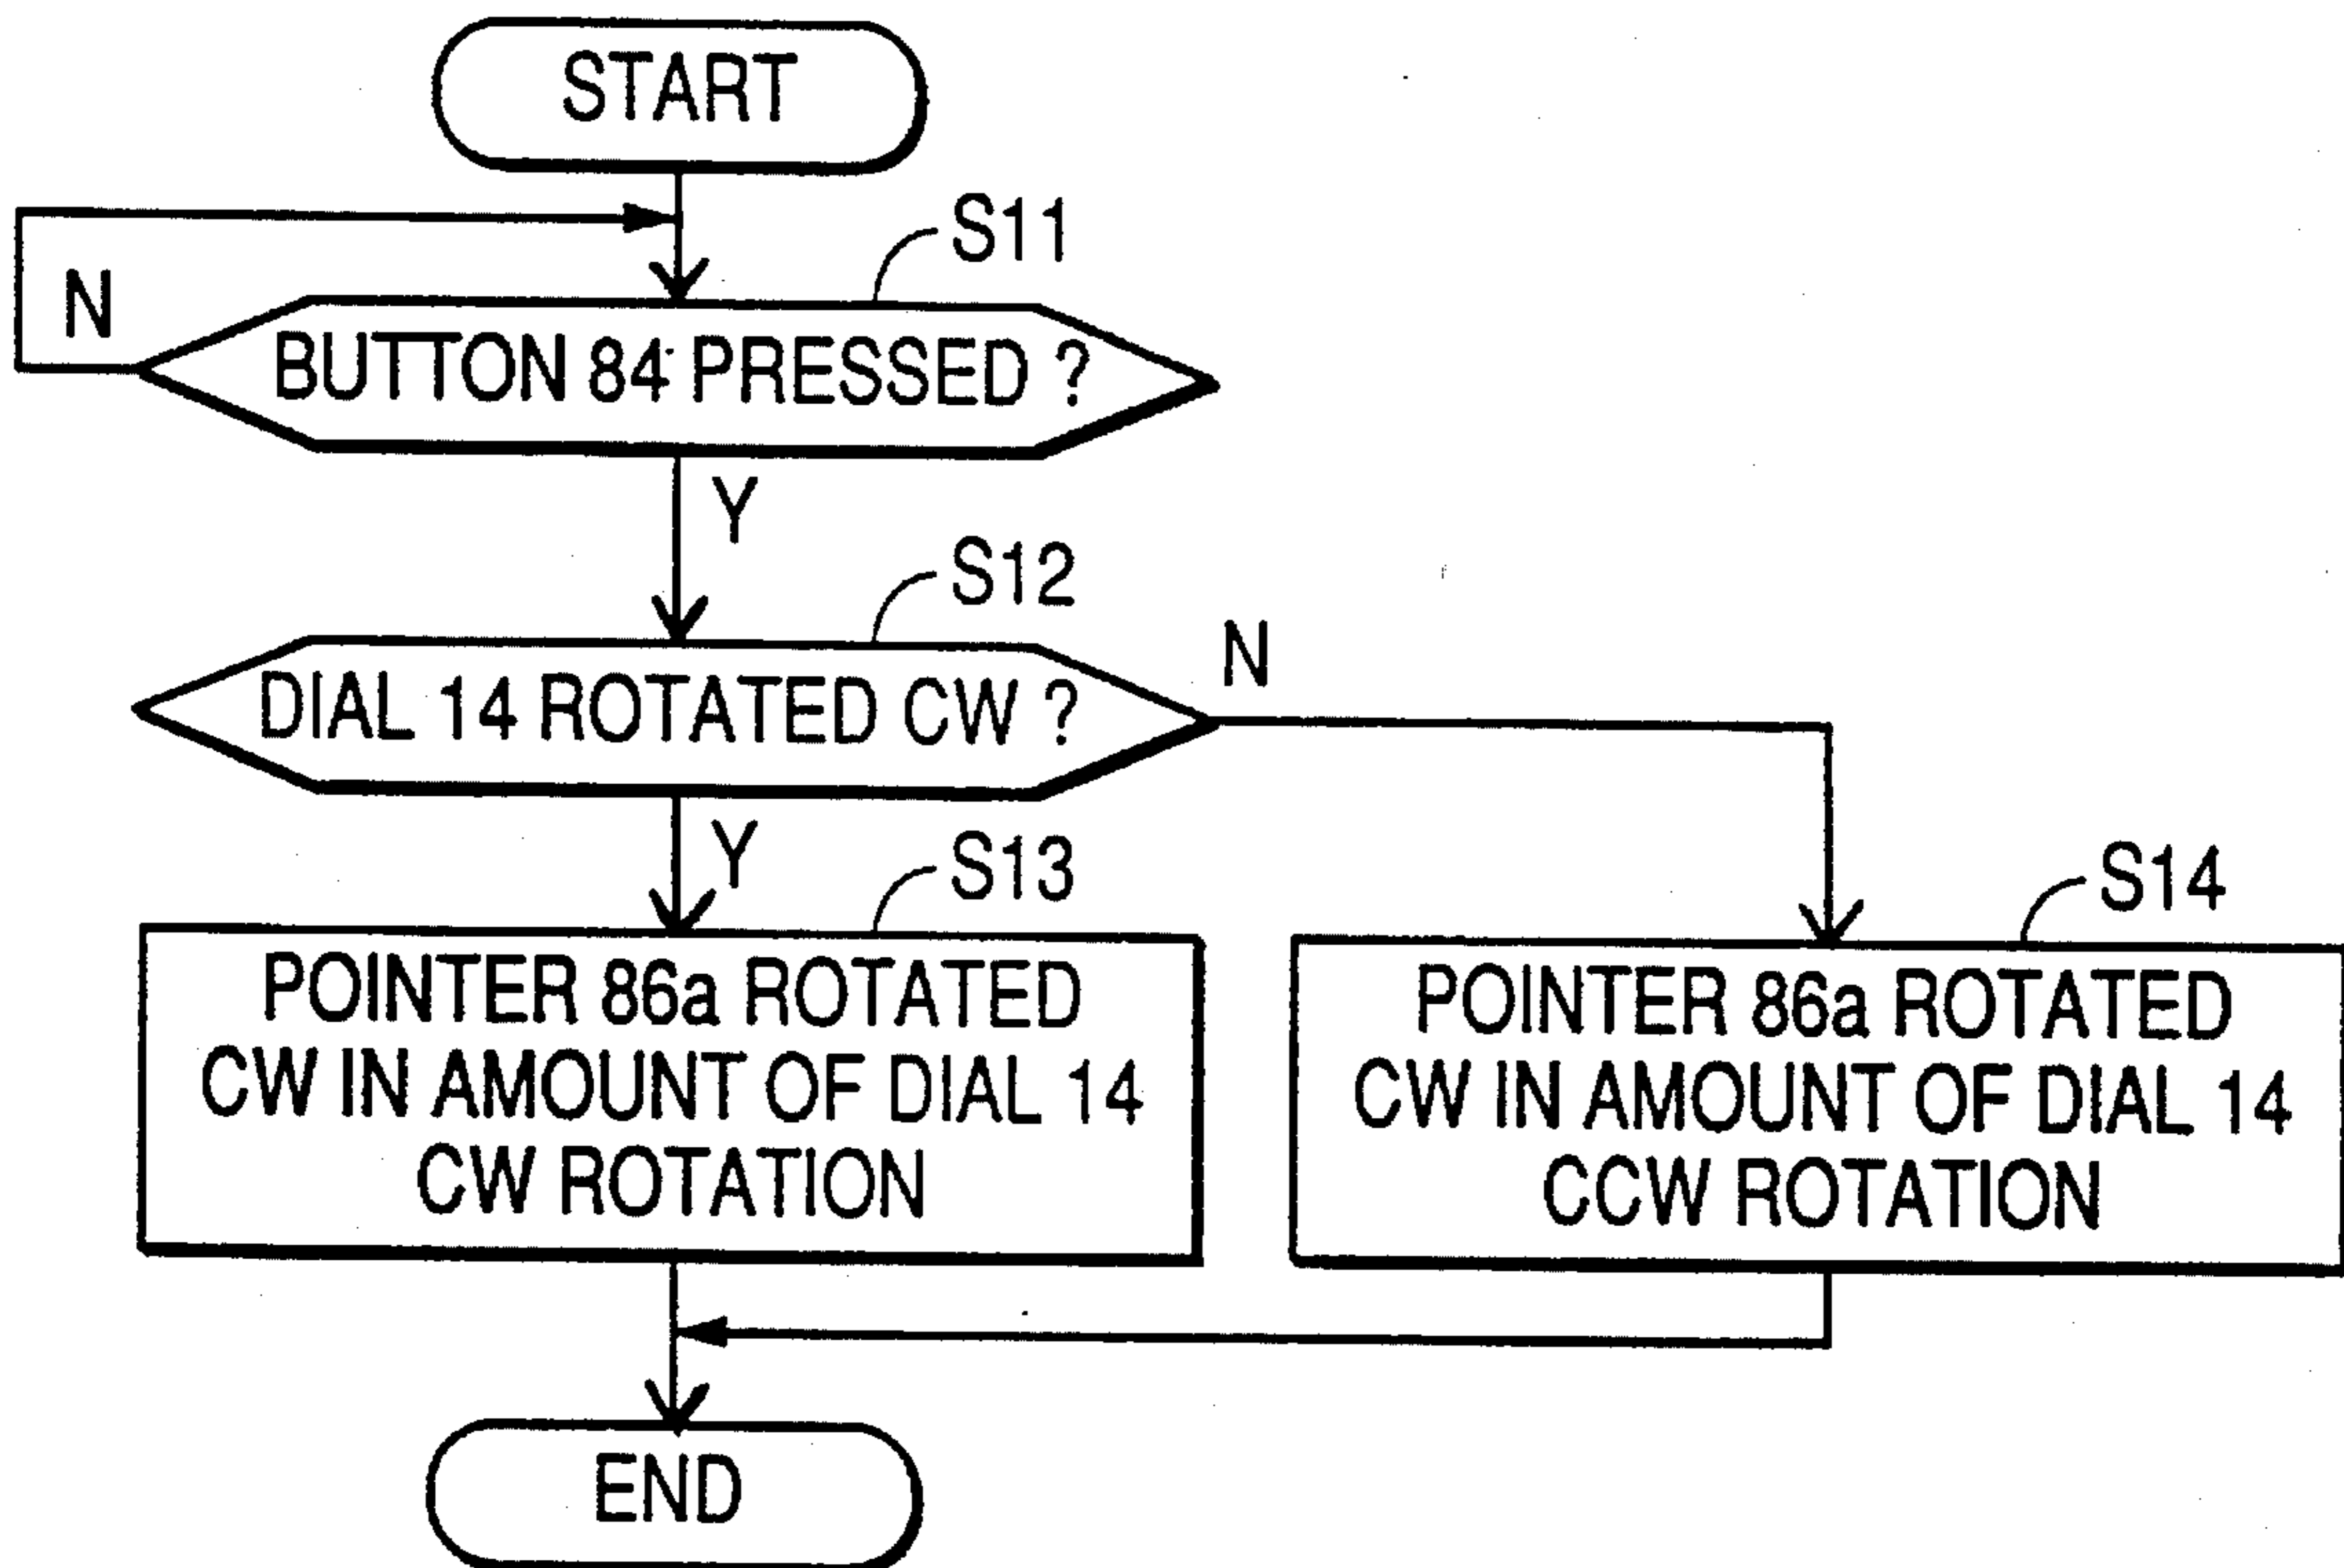 START
S11
N
BUTTON 84 PRESSED ?
Y
S12
N
DIAL 14 ROTATED CW ?
Y
S13
S14
POINTER 86a ROTATED
CW IN AMOUNT OF DIAL 14
CW ROTATION
POINTER 86a ROTATED
CW IN AMOUNT OF DIAL 14
CCW ROTATION
END